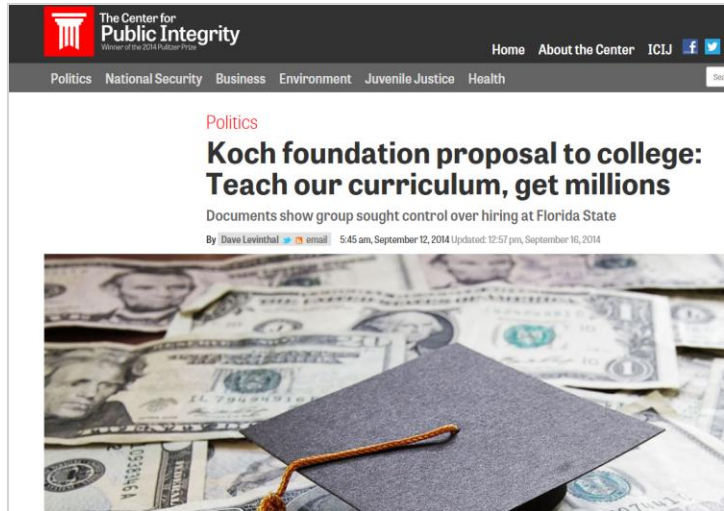 The Center for
Public Integrity
Winner of the 2014 Pulitzer Prize
Home About the Center ICIJ
Politics National Security Business Environment Juvenile Justice Health
Politics
Koch foundation proposal to college:
Teach our curriculum, get millions
Documents show group sought control over hiring at Florida State
By Dave Levinthal email 5:45 am, September 12, 2014 Updated: 12:57 pm, September 16, 2014